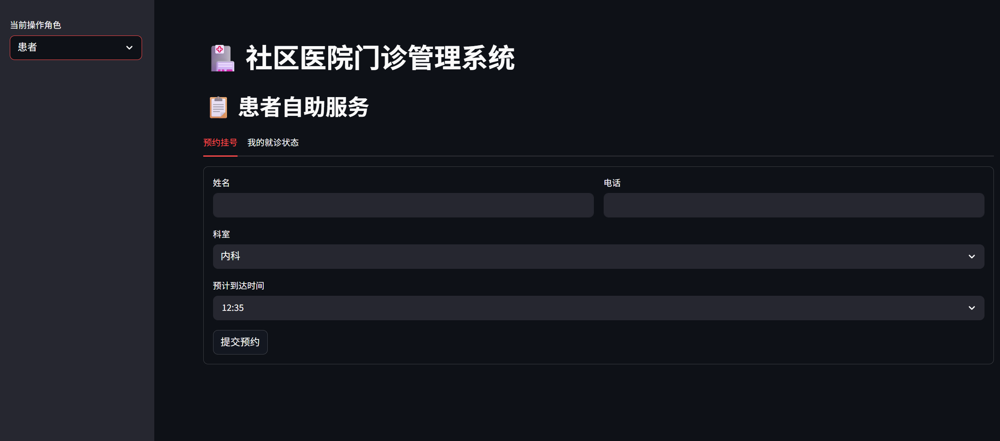 当前操作角色
患者
社区医院门诊管理系统
患者自助服务
预约挂号 我的就诊状态
姓名 电话
科室
内科
预计到达时间
12:35
提交预约